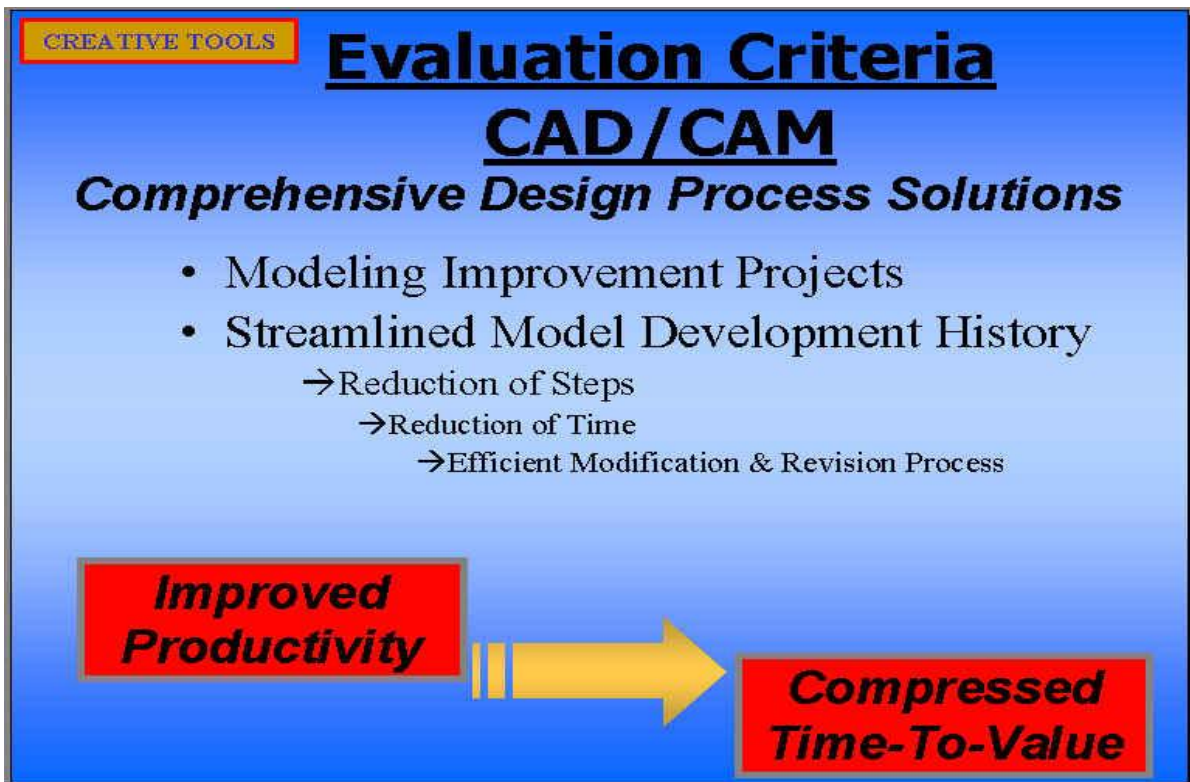 CREATIVE TOOLS
Evaluation Criteria
CAD/CAM
Comprehensive Design Process Solutions
• Modeling Improvement Projects
• Streamlined Model Development History
→Reduction of Steps
→Reduction of Time
→Efficient Modification & Revision Process
Improved
Productivity
Compressed
Time-To-Value